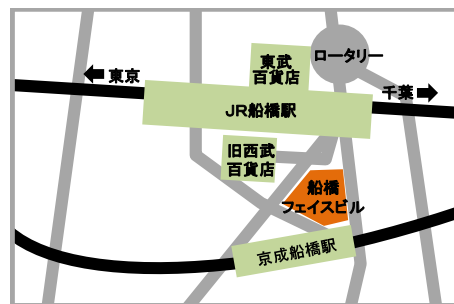 ロータリー
東武
百貨店
東京
千葉
JR船橋駅
旧西武
百貨店
船橋
フェイスビル
京成船橋駅